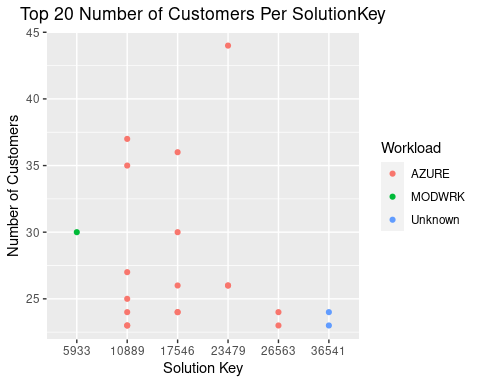 Top 20 Number of Customers Per SolutionKey
45
40
35
30
25
Number of Customers
5933 10889 17546 23479 26563 36541
Solution Key
Workload
AZURE
MODWRK
Unknown